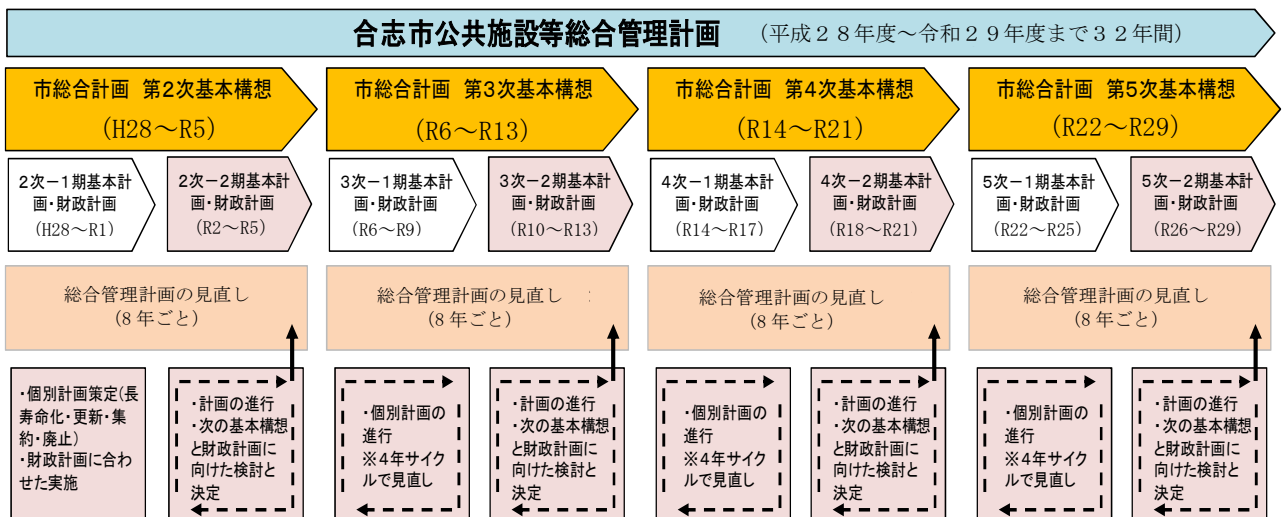 合志市公共施設等総合管理計画 （平成２８年度～令和２９年度まで３２年間）
市総合計画 第2次基本構想
（H28～R5）
市総合計画 第3次基本構想
（R6～R13）
市総合計画 第4次基本構想
（R14～R21）
市総合計画 第5次基本構想
（R22～R29）
2次－1期基本計
画・財政計画
（H28～R1）
2次－2期基本計
画・財政計画
（R2～R5）
3次－1期基本計
画・財政計画
（R6～R9）
3次－2期基本計
画・財政計画
（R10～R13）
4次－1期基本計
画・財政計画
（R14～R17）
4次－2期基本計
画・財政計画
（R18～R21）
5次－1期基本計
画・財政計画
（R22～R25）
5次－2期基本計
画・財政計画
（R26～R29）
総合管理計画の見直し
（8 年ごと）
総合管理計画の見直し :
（8 年ごと）
総合管理計画の見直し
（8 年ごと）
総合管理計画の見直し
（8 年ごと）
・個別計画策定(長
寿命化・更新・集
約・廃止）
・財政計画に合わ
せた実施
・計画の進行
・次の基本構想
と財政計画に
向けた検討と
決定
・個別計画の
進行
※４年サイク
ルで見直し
・計画の進行
・次の基本構想
と財政計画に
向けた検討と
決定
・個別計画の
進行
※４年サイク
ルで見直し
・計画の進行
・次の基本構想
と財政計画に
向けた検討と
決定
・個別計画の
進行
※４年サイク
ルで見直し
・計画の進行
・次の基本構想
と財政計画に
向けた検討と
決定